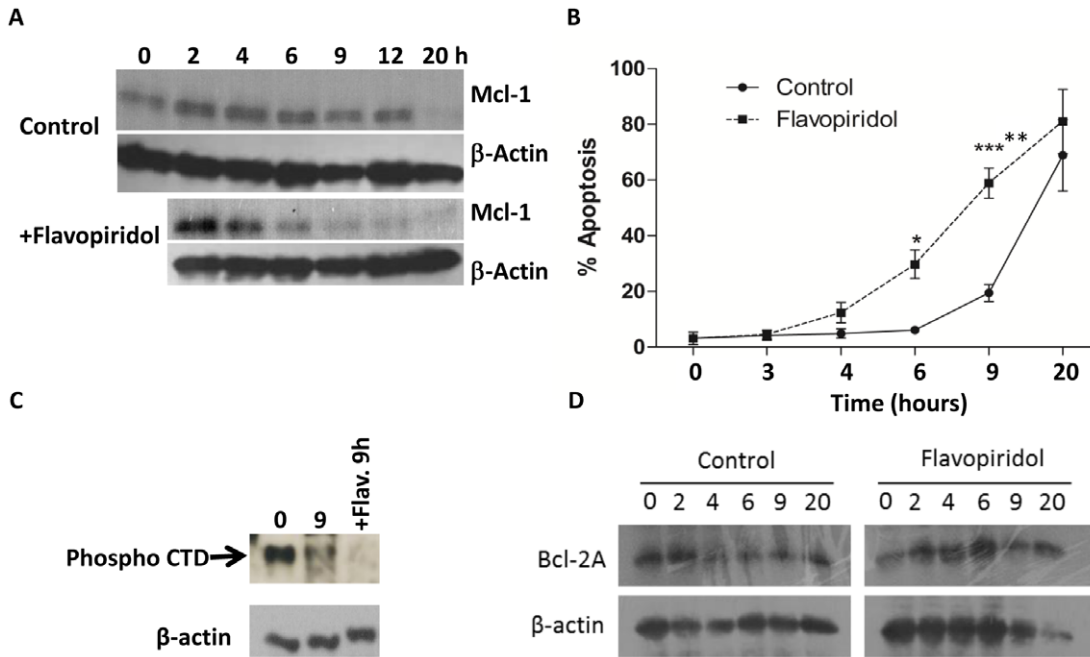 A
0 2 4 6 9 12 20 h
Control
Mcl-1
β-Actin
+Flavopiridol
Mcl-1
β-Actin
B
100
80
60
40
20
0
% Apoptosis
Control
Flavopiridol
*
*** **
0 3 4 6 9 20
Time (hours)
C
0 9 +Flav. 9h
Phospho CTD
β-actin
D
Control Flavopiridol
0 2 4 6 9 20 0 2 4 6 9 20
Bcl-2A
β-actin